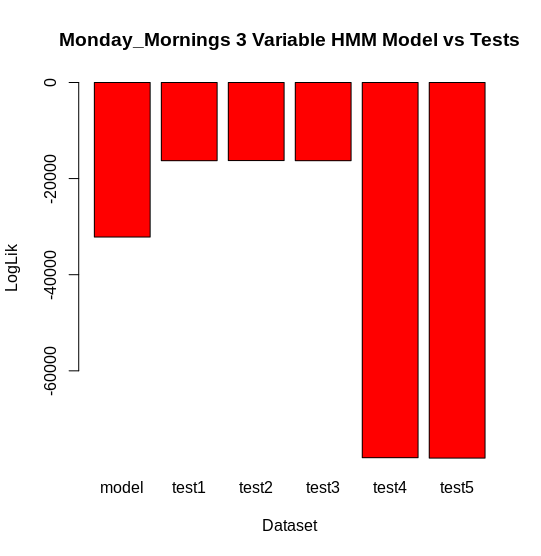 Monday_Mornings 3 Variable HMM Model vs Tests
0
-20000
-40000
-60000
LogLik
model test1 test2 test3 test4 test5
Dataset